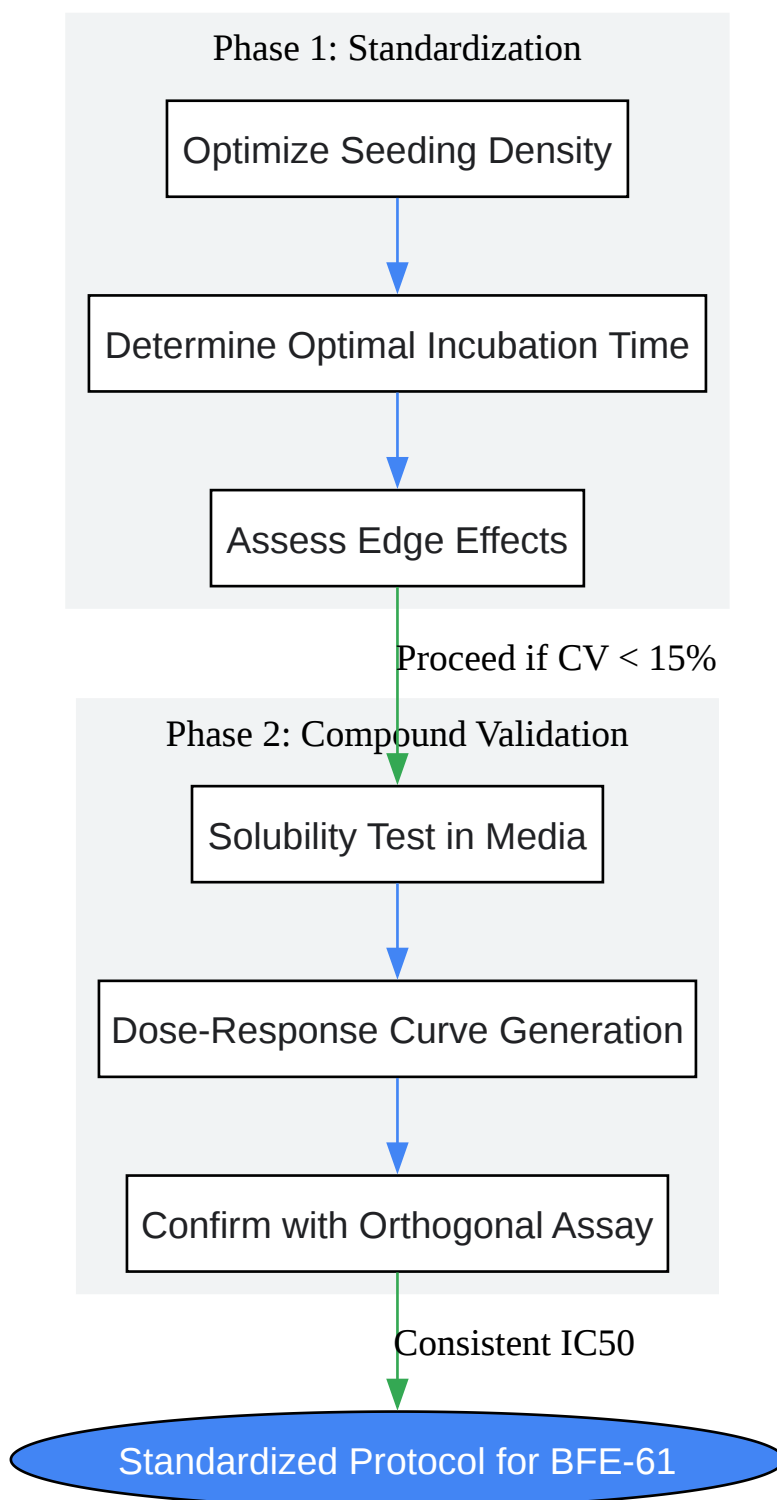 Phase 1: Standardization
Optimize Seeding Density
Determine Optimal Incubation Time
Assess Edge Effects
Proceed if CV < 15%
Phase 2: Compound Validation
Solubility Test in Media
Dose-Response Curve Generation
Confirm with Orthogonal Assay
Consistent IC50
Standardized Protocol for BFE-61